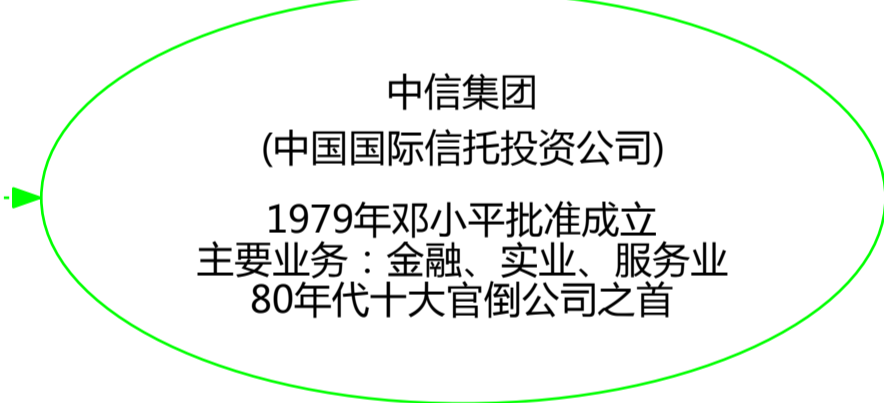 中信集团
(中国国际信托投资公司)
1979年邓小平批准成立
主要业务：金融、实业、服务业
80年代十大官倒公司之首